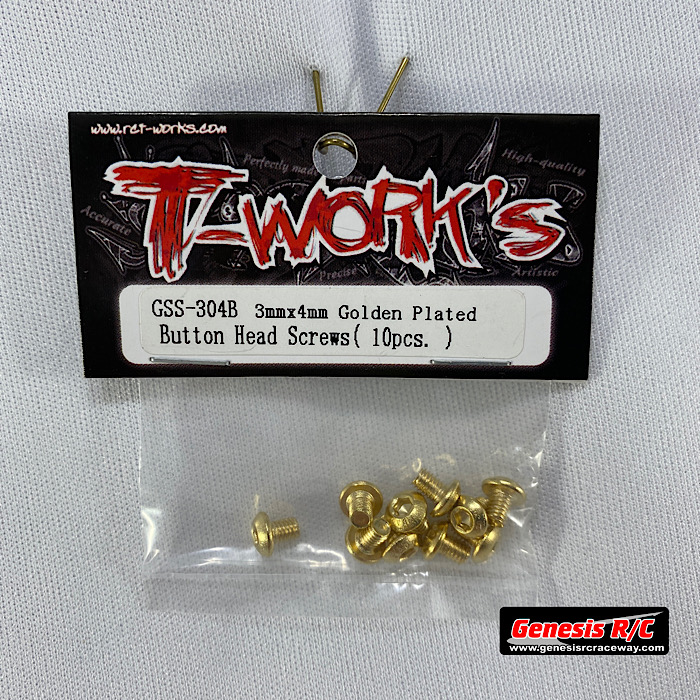 www.rct-works.com
Perfectly made
High-quality
T-WORK's
Accurate
Precise
Artistic
GSS-304B 3mmx4mm Golden Plated
Button Head Screws( 10pcs. )
Genesis R/C
www.genesisrcraceway.com